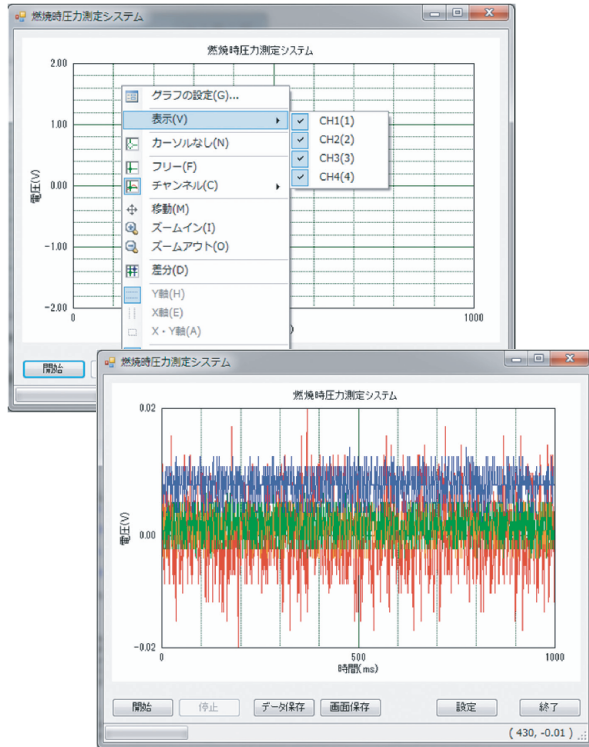 燃焼時圧力測定システム
燃焼時圧力測定システム
2.00
1.00
0.00
-1.00
-2.00
電圧(V)
0
1000
グラフの設定(G)...
表示(V)
カーソルなし(N)
フリー(F)
チャンネル(C)
移動(M)
ズームイン(I)
ズームアウト(O)
差分(D)
Y軸(H)
X軸(E)
X・Y軸(A)
CH1(1)
CH2(2)
CH3(3)
CH4(4)
)
開始
燃焼時圧力測定システム
燃焼時圧力測定システム
0.02
0.00
-0.02
電圧(V)
0
500
1000
時間(ms)
開始
停止
データ保存
画面保存
設定
終了
( 430, -0.01 )